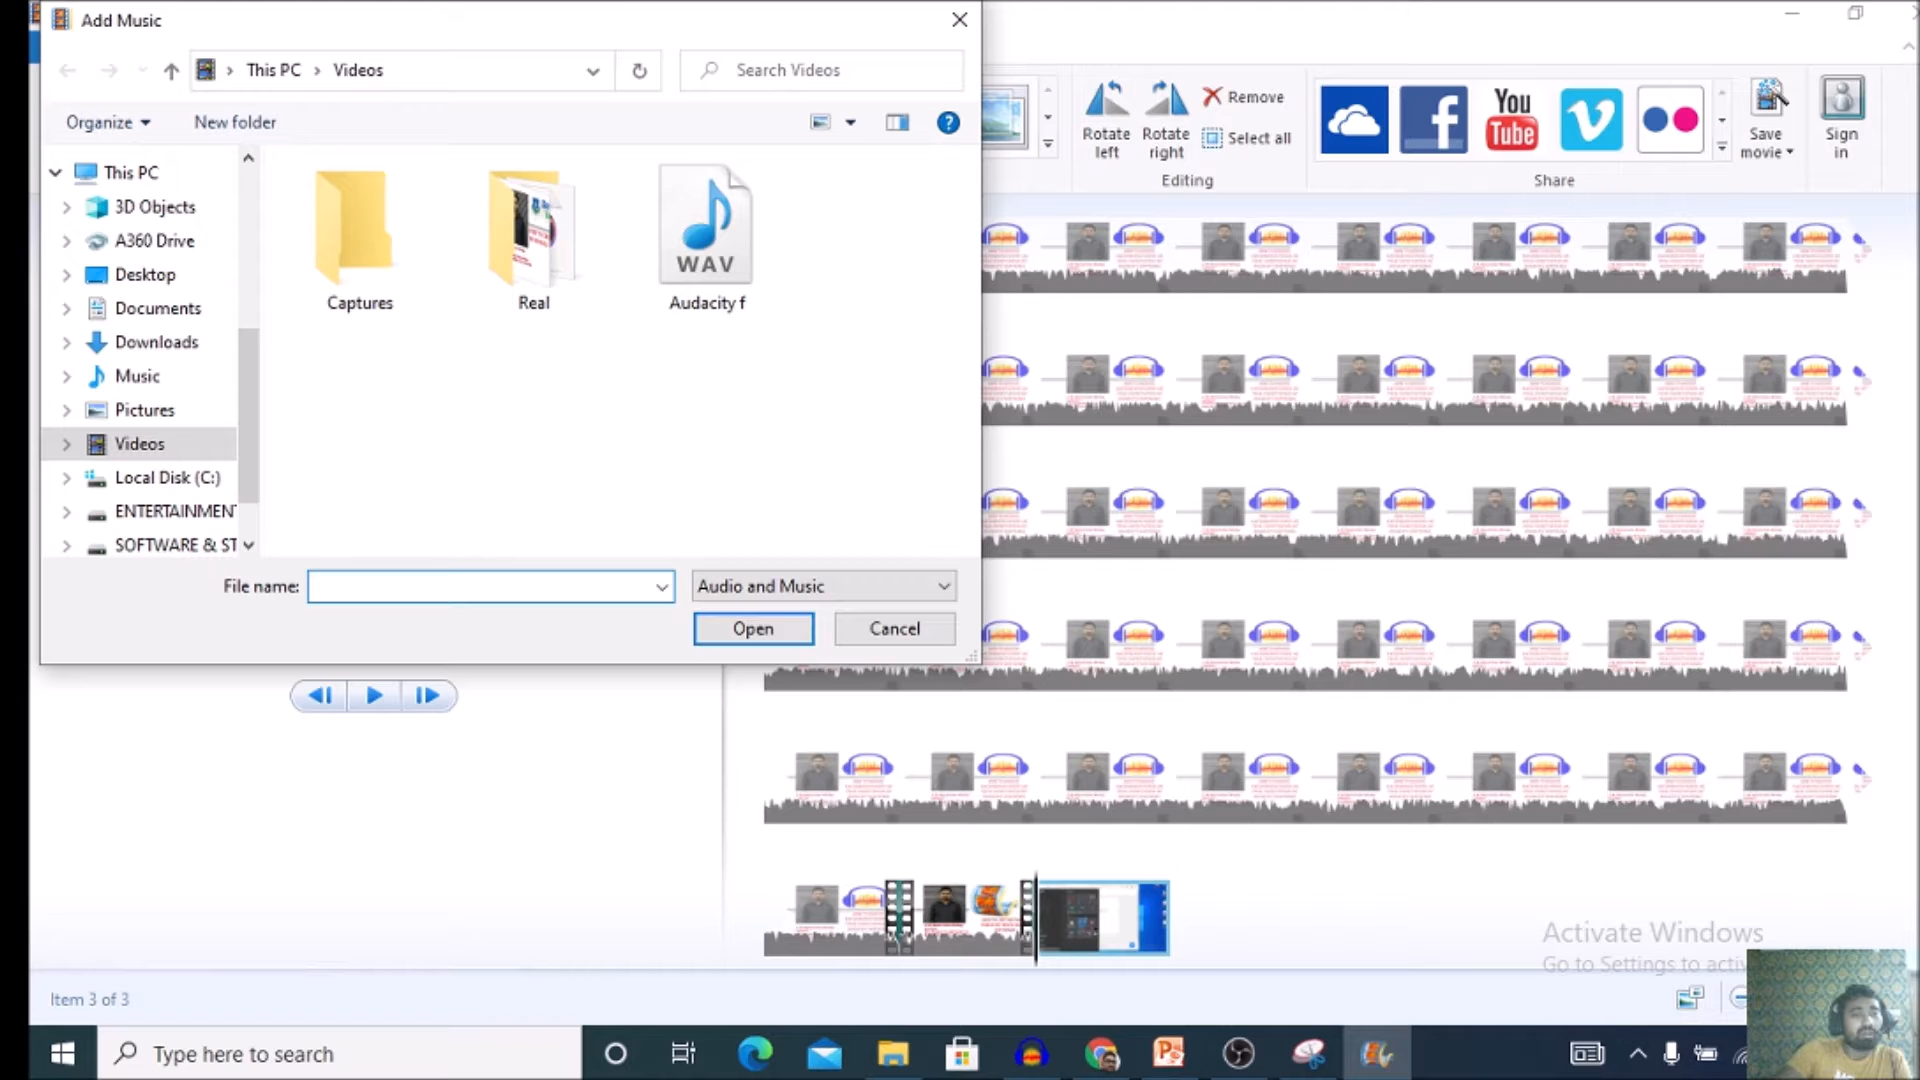 Add Music
This PC
Videos
Search Videos
Organize
New folder
This PC
3D Objects
A360 Drive
Desktop
Documents
Downloads
Music
Pictures
Videos
Local Disk (C:)
ENTERTAINMEN
SOFTWARE & ST
Captures
Real
WAV
Audacity f
File name:
Audio and Music
Open
Cancel
Rotate left
Rotate right
Remove
Select all
Editing
You Tube
Share
Save movie
Sign in
Activate Windows
Go to Settings to activ
Item 3 of 3
Type here to search